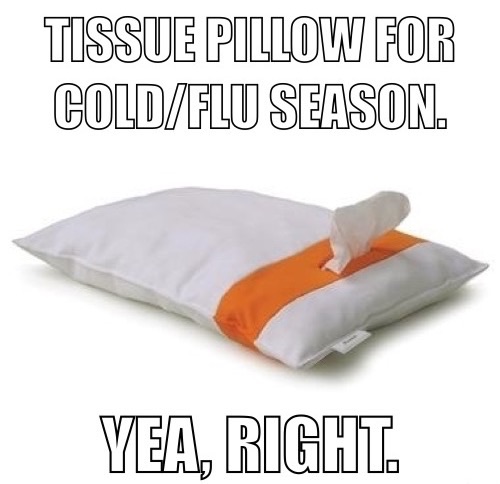 TISSUE PILLOW FOR
COLD/FLU SEASON.
YEA, RIGHT.